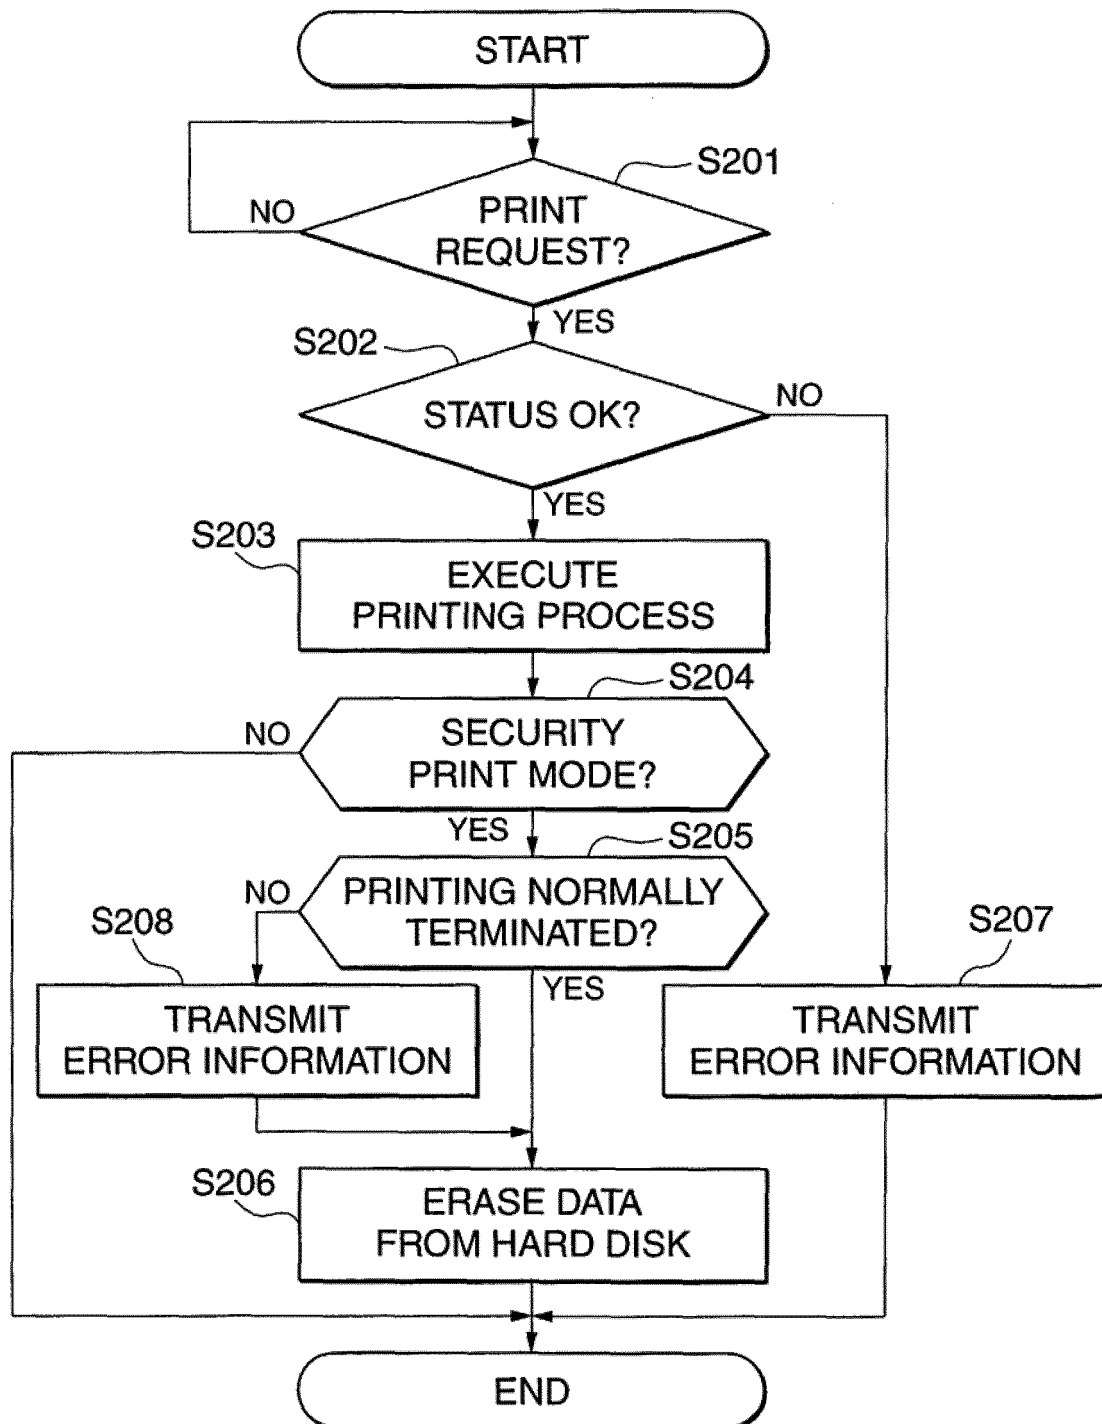 START
S201
NO
PRINT
REQUEST?
YES
S202
NO
STATUS OK?
YES
S203
EXECUTE
PRINTING PROCESS
S204
NO
SECURITY
PRINT MODE?
YES
S205
NO
PRINTING NORMALLY
TERMINATED?
S208
S207
YES
TRANSMIT
ERROR INFORMATION
TRANSMIT
ERROR INFORMATION
S206
ERASE DATA
FROM HARD DISK
END